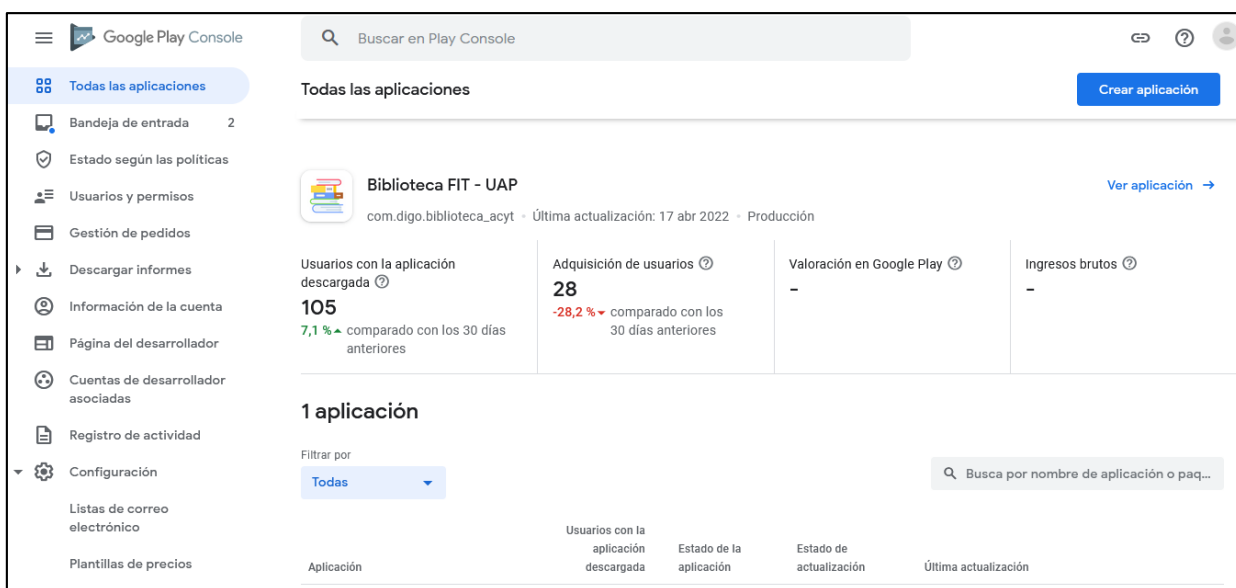 Google Play Console
Buscar en Play Console
Todas las aplicaciones
Bandeja de entrada 2
Estado según las políticas
Usuarios y permisos
Gestión de pedidos
Descargar informes
Información de la cuenta
Página del desarrollador
Cuentas de desarrollador
asociadas
Registro de actividad
Configuración
Listas de correo
electrónico
Plantillas de precios
Todas las aplicaciones
Crear aplicación
Biblioteca FIT - UAP
Ver aplicación →
com.digo.biblioteca_acyt • Última actualización: 17 abr 2022 • Producción
Usuarios con la aplicación
descargada
105
7,1 % comparado con los 30 días
anteriores
Adquisición de usuarios
28
-28,2 % comparado con los
30 días anteriores
Valoración en Google Play
-
Ingresos brutos
-
1 aplicación
Filtrar por
Todas
Busca por nombre de aplicación o paq...
Aplicación
Usuarios con la
aplicación
descargada
Estado de la
aplicación
Estado de
actualización
Última actualización